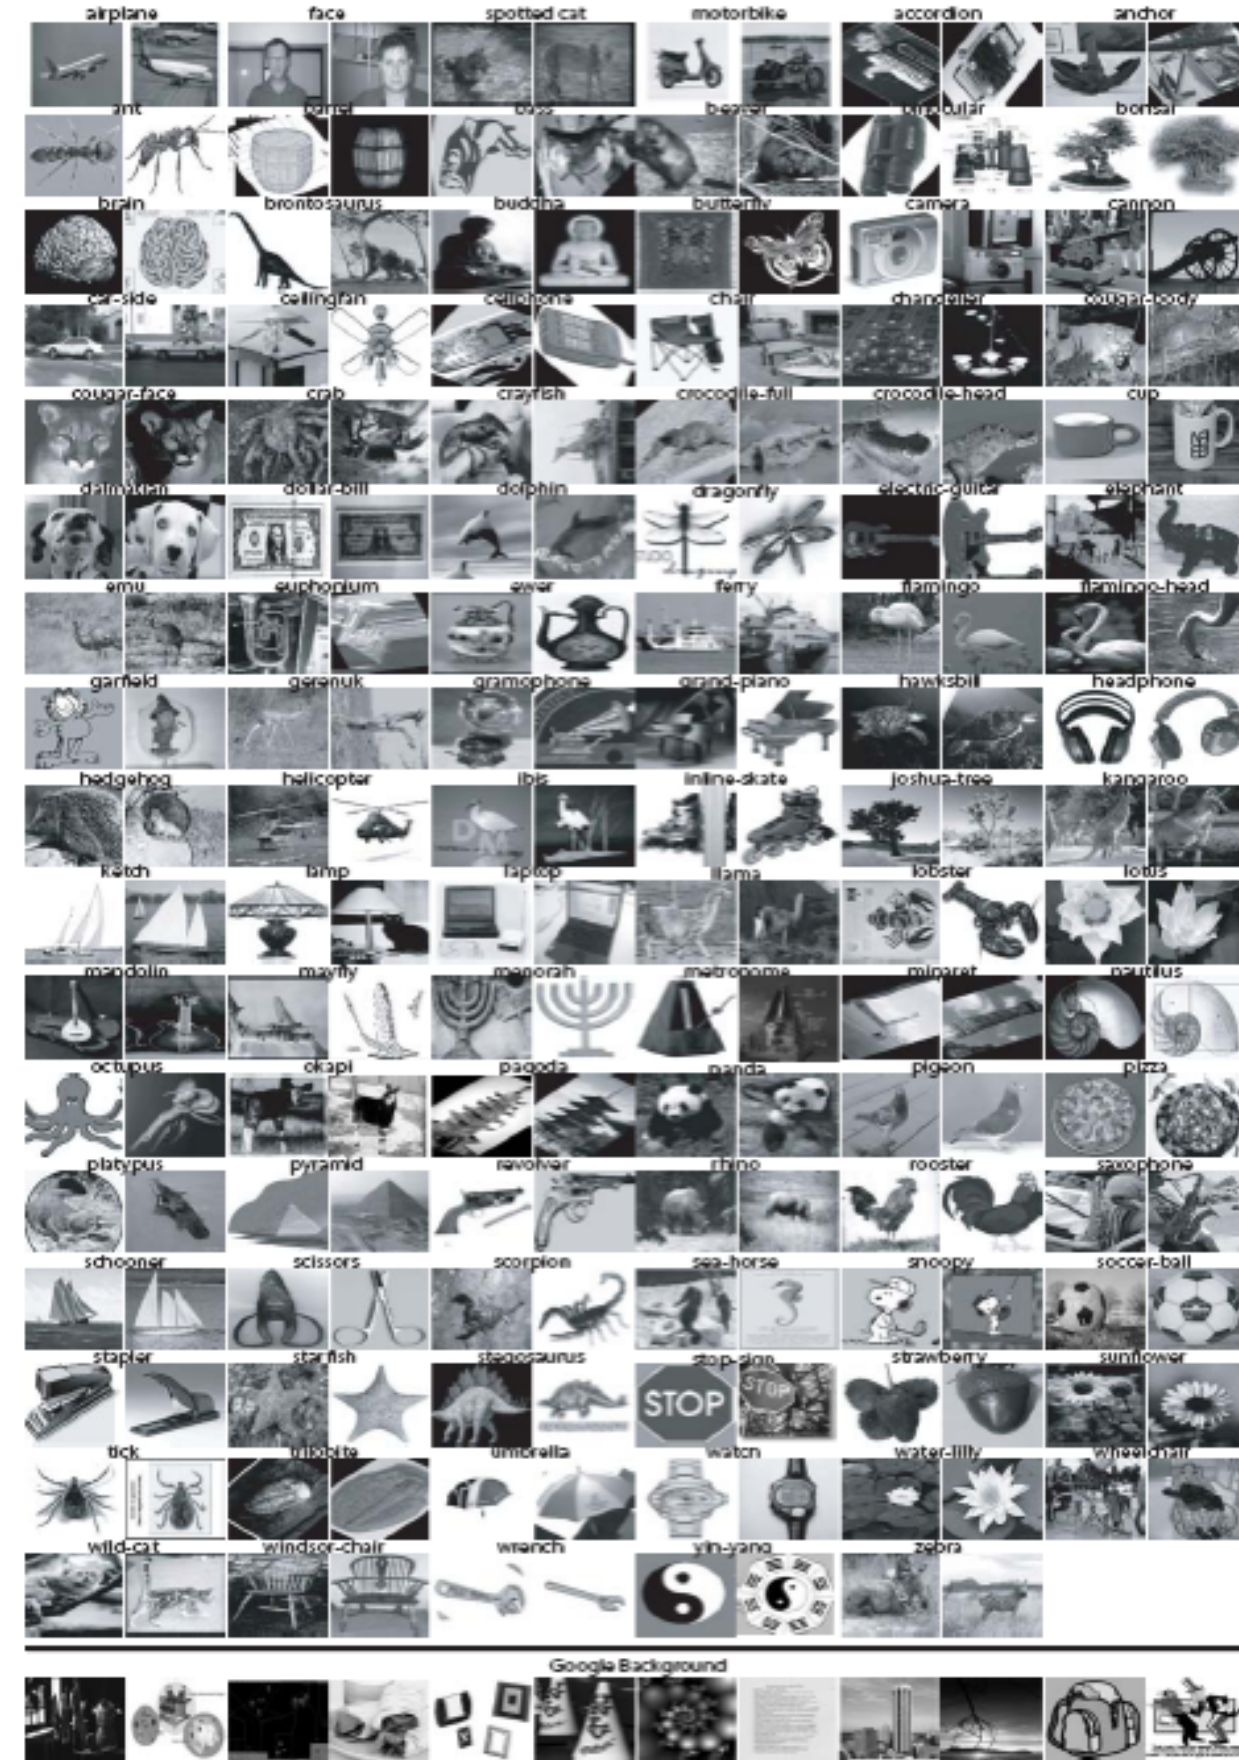 airplane face spotted cat motorbike accordion anchor
ant barrel bass beaver binocular bonsai
brain brontosaurus buddha butterfly camera cannon
car-side ceilingfan cellphone chair chandelier cougar-body
cougar-face crab crayfish crocodile-full crocodile-head cup
dalmatian dollar-bill dolphin dragonfly electric-guitar elephant
emu euphonium ewer ferry flamingo flamingo-head
garfield gerenuk gramophone grand-piano hawksbill headphone
hedgehog helicopter ibis inline-skate joshua-tree kangaroo
ketch lamp laptop llama lobster lotus
mandolin mayfly menorah metronome minaret nautilus
octupus okapi pagoda panda pigeon pizza
platypus pyramid revolver rhino rooster saxophone
schooner scissors scorpion sea-horse snoopy soccer-ball
stapler starfish stegosaurus stop-sign strawberry sunflower
STOP STOP
tick trilobite umbrella watch water-lilly wheelchair
wild-cat windsor-chair wrench yin-yang zebra
Google Background